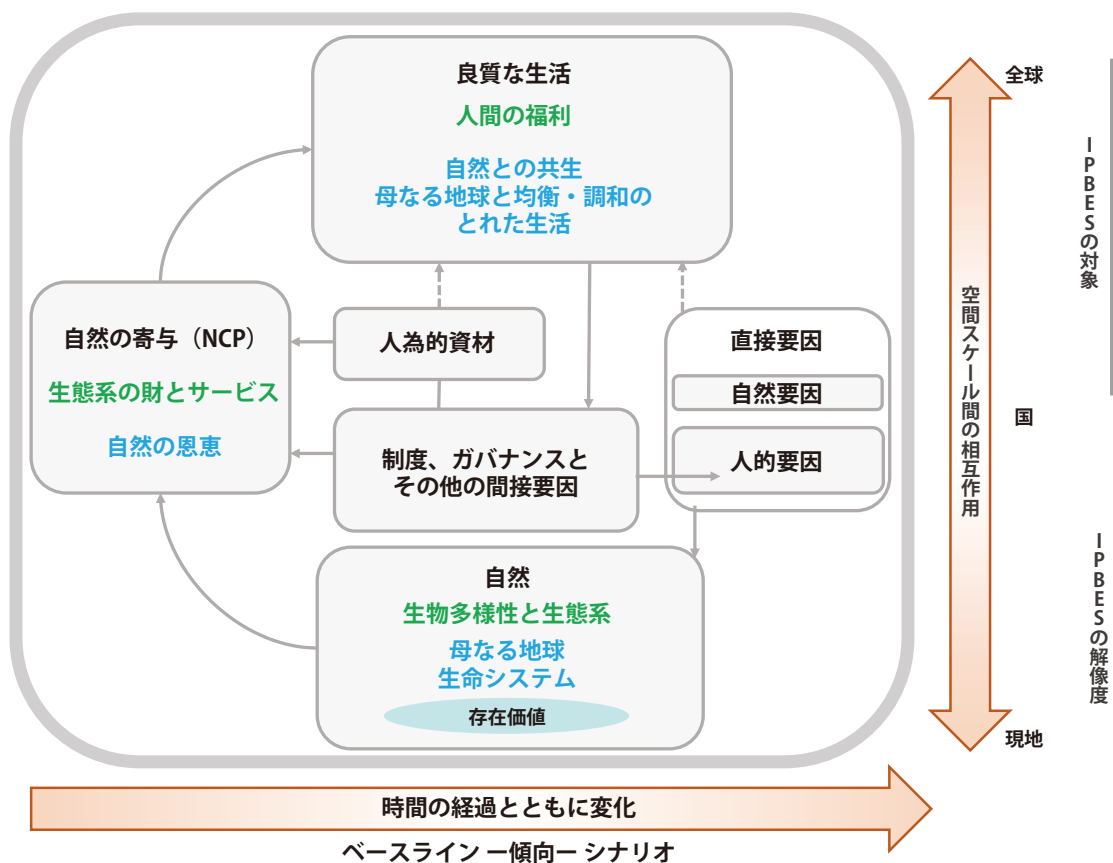 良質な生活
人間の福利
自然との共生
母なる地球と均衡・調和の
とれた生活
自然の寄与（NCP）
生態系の財とサービス
自然の恩恵
人為的資材
制度、ガバナンスと
その他の間接要因
直接要因
自然要因
人的要因
自然
生物多様性と生態系
母なる地球
生命システム
存在価値
全球
国
現地
空間スケール間の相互作用
IPBESの対象
IPBESの解像度
時間の経過とともに変化
ベースライン ー傾向ー シナリオ